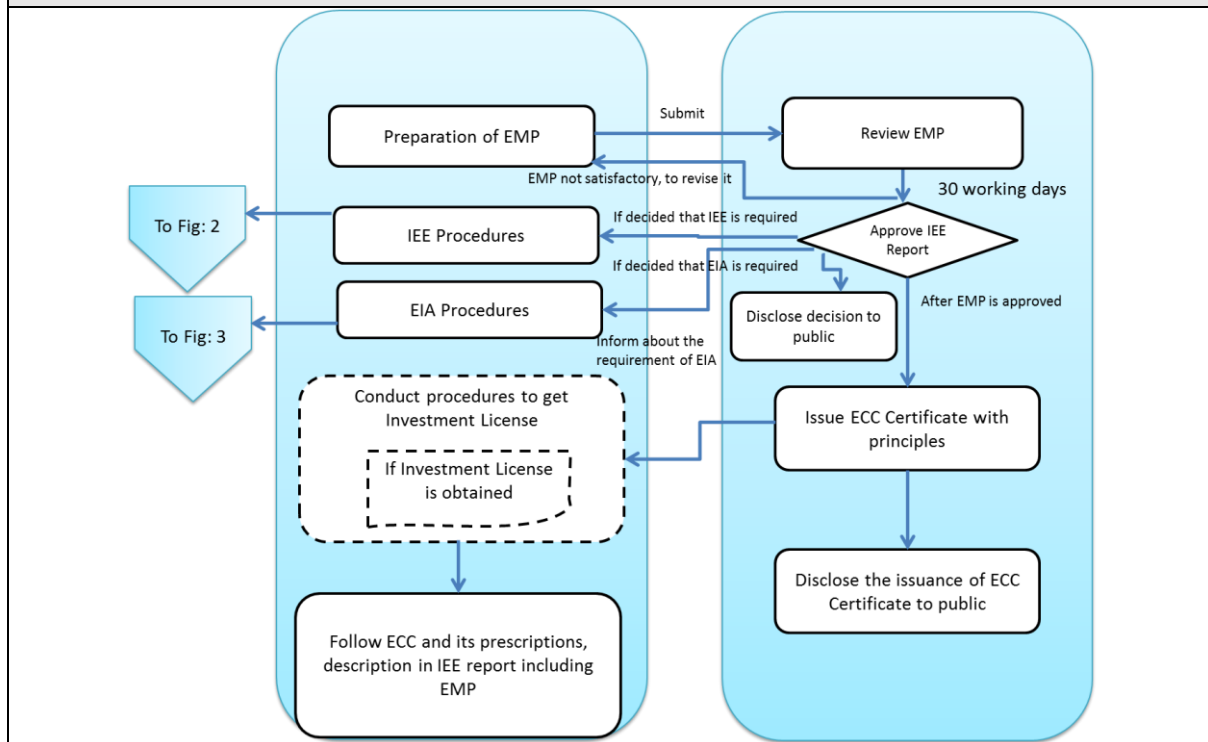 Submit
Preparation of EMP
Review EMP
EMP not satisfactory, to revise it
30 working days
To Fig: 2
IEE Procedures
If decided that IEE is required
Approve IEE
Report
If decided that EIA is required
After EMP is approved
To Fig: 3
EIA Procedures
Disclose decision to
public
Inform about the
requirement of EIA
Conduct procedures to get
Investment License
If Investment License
is obtained
Issue ECC Certificate with
principles
Disclose the issuance of ECC
Certificate to public
Follow ECC and its prescriptions,
description in IEE report including
EMP